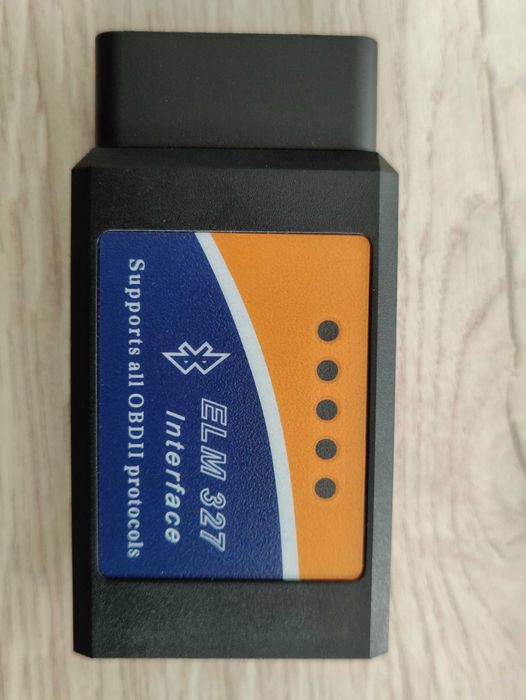 ELM 327
Interface
Supports all OBDII protocols